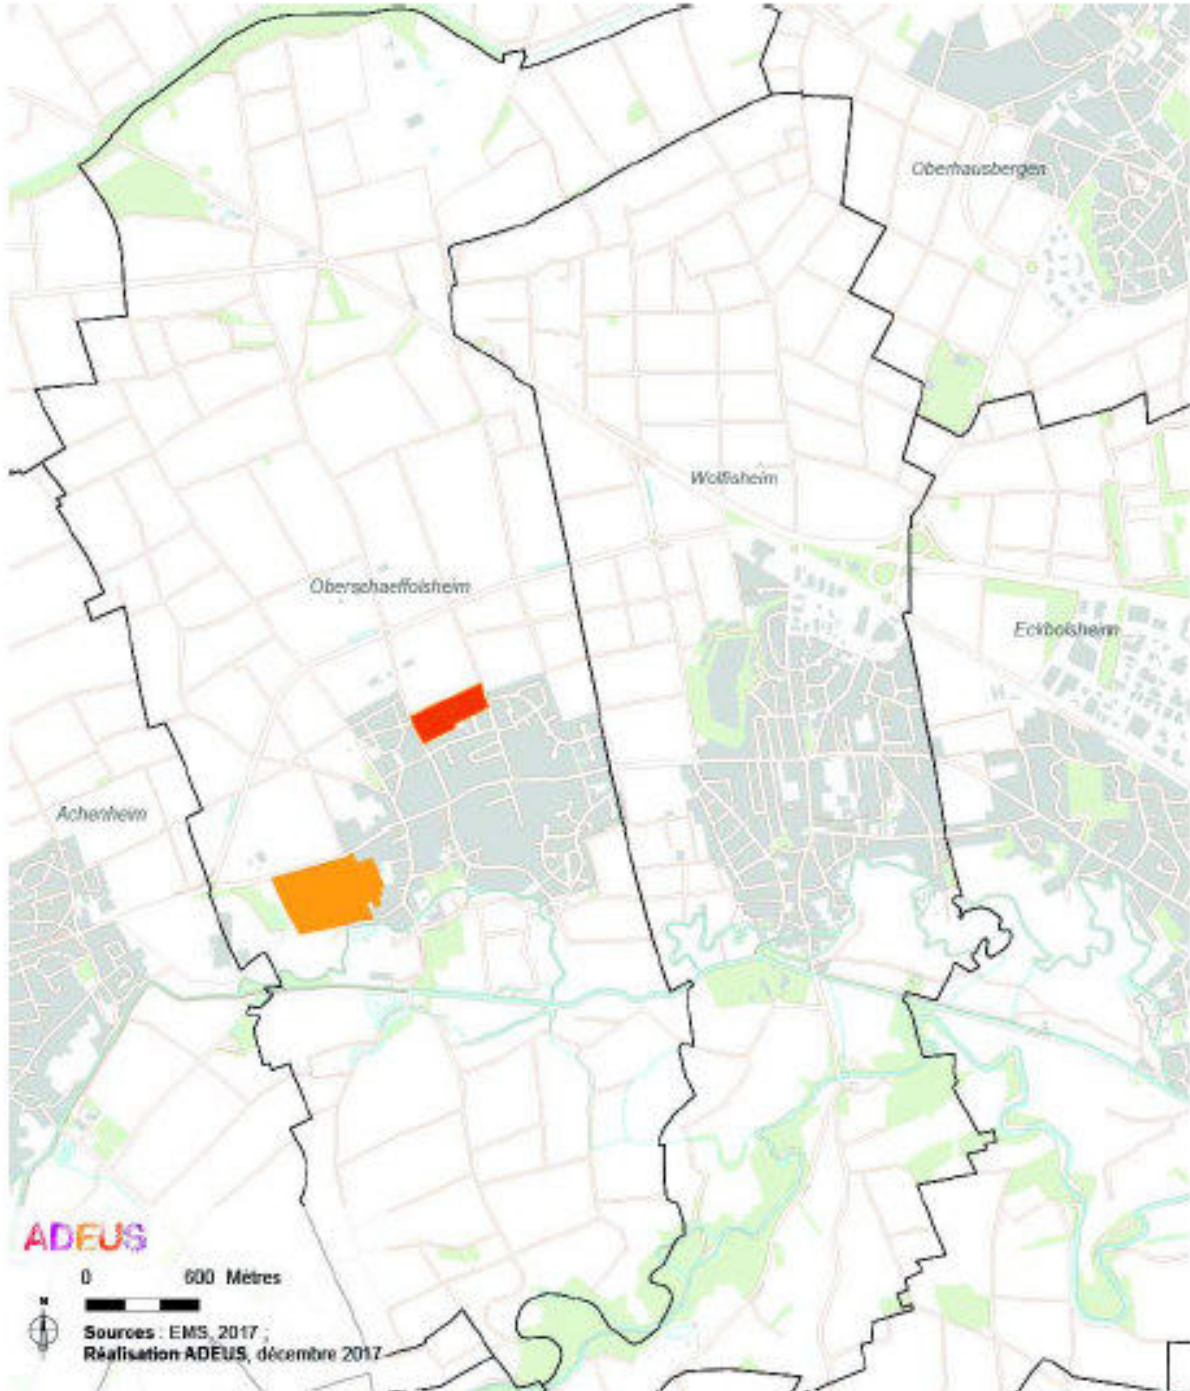 Oberhausbergen
Wolfisheim
Oberschaeffolsheim
Eckbolsheim
Achenheim
ADEUS
0 600 Mètres
N
Sources : EMS, 2017 ;
Réalisation ADEUS, décembre 2017